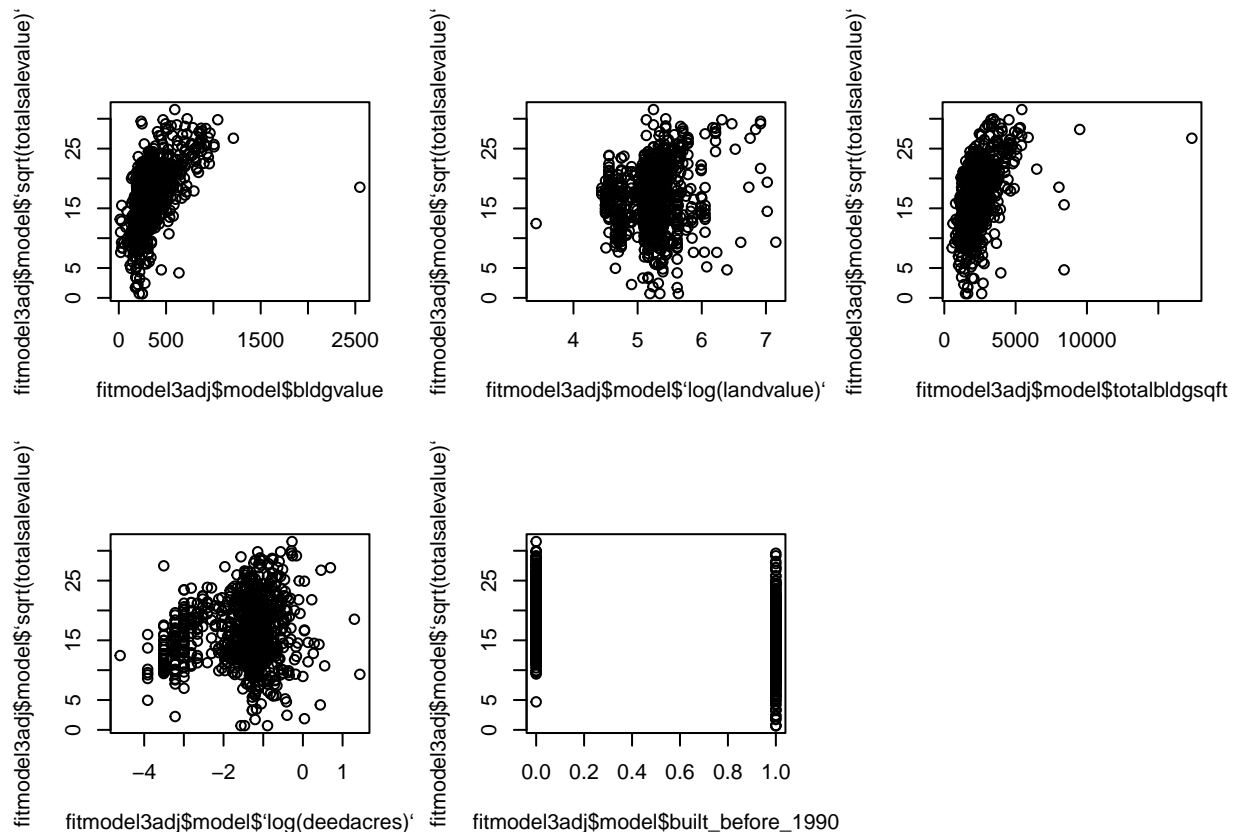 fitmodel3adj$model$‘sqrt(totalsalevalue)‘
25
15
5
0
0 500 1500 2500
fitmodel3adj$model$bldgvalue
fitmodel3adj$model$‘sqrt(totalsalevalue)‘
25
15
5
0
4 5 6 7
fitmodel3adj$model$‘log(landvalue)‘
fitmodel3adj$model$‘sqrt(totalsalevalue)‘
25
15
5
0
0 5000 10000
fitmodel3adj$model$totalbldgsqft
fitmodel3adj$model$‘sqrt(totalsalevalue)‘
25
15
5
0
−4 −2 0 1
fitmodel3adj$model$‘log(deedacres)‘
fitmodel3adj$model$‘sqrt(totalsalevalue)‘
25
15
5
0
0.0 0.2 0.4 0.6 0.8 1.0
fitmodel3adj$model$built_before_1990